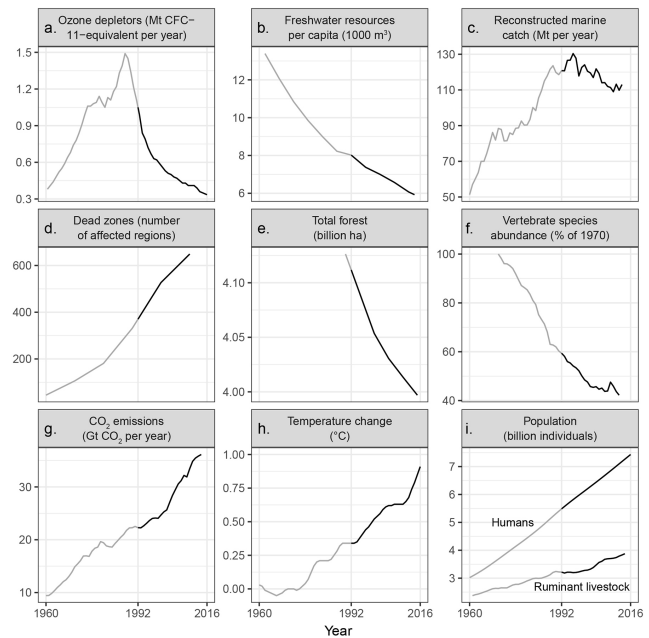 a. Ozone depletors (Mt CFC−
11−equivalent per year)
1.5
1.2
0.9
0.6
0.3
b. Freshwater resources
per capita (1000 m³)
12
10
8
6
c. Reconstructed marine
catch (Mt per year)
130
110
90
70
50
d. Dead zones (number
of affected regions)
600
400
200
e. Total forest
(billion ha)
4.10
4.05
4.00
f. Vertebrate species
abundance (% of 1970)
100
80
60
40
g. CO₂ emissions
(Gt CO₂ per year)
30
20
10
1960 1992 2016
h. Temperature change
(°C)
1.00
0.75
0.50
0.25
0.00
1960 1992 2016
i. Population
(billion individuals)
7
6
5
4
3
Humans
Ruminant livestock
1960 1992 2016
Year